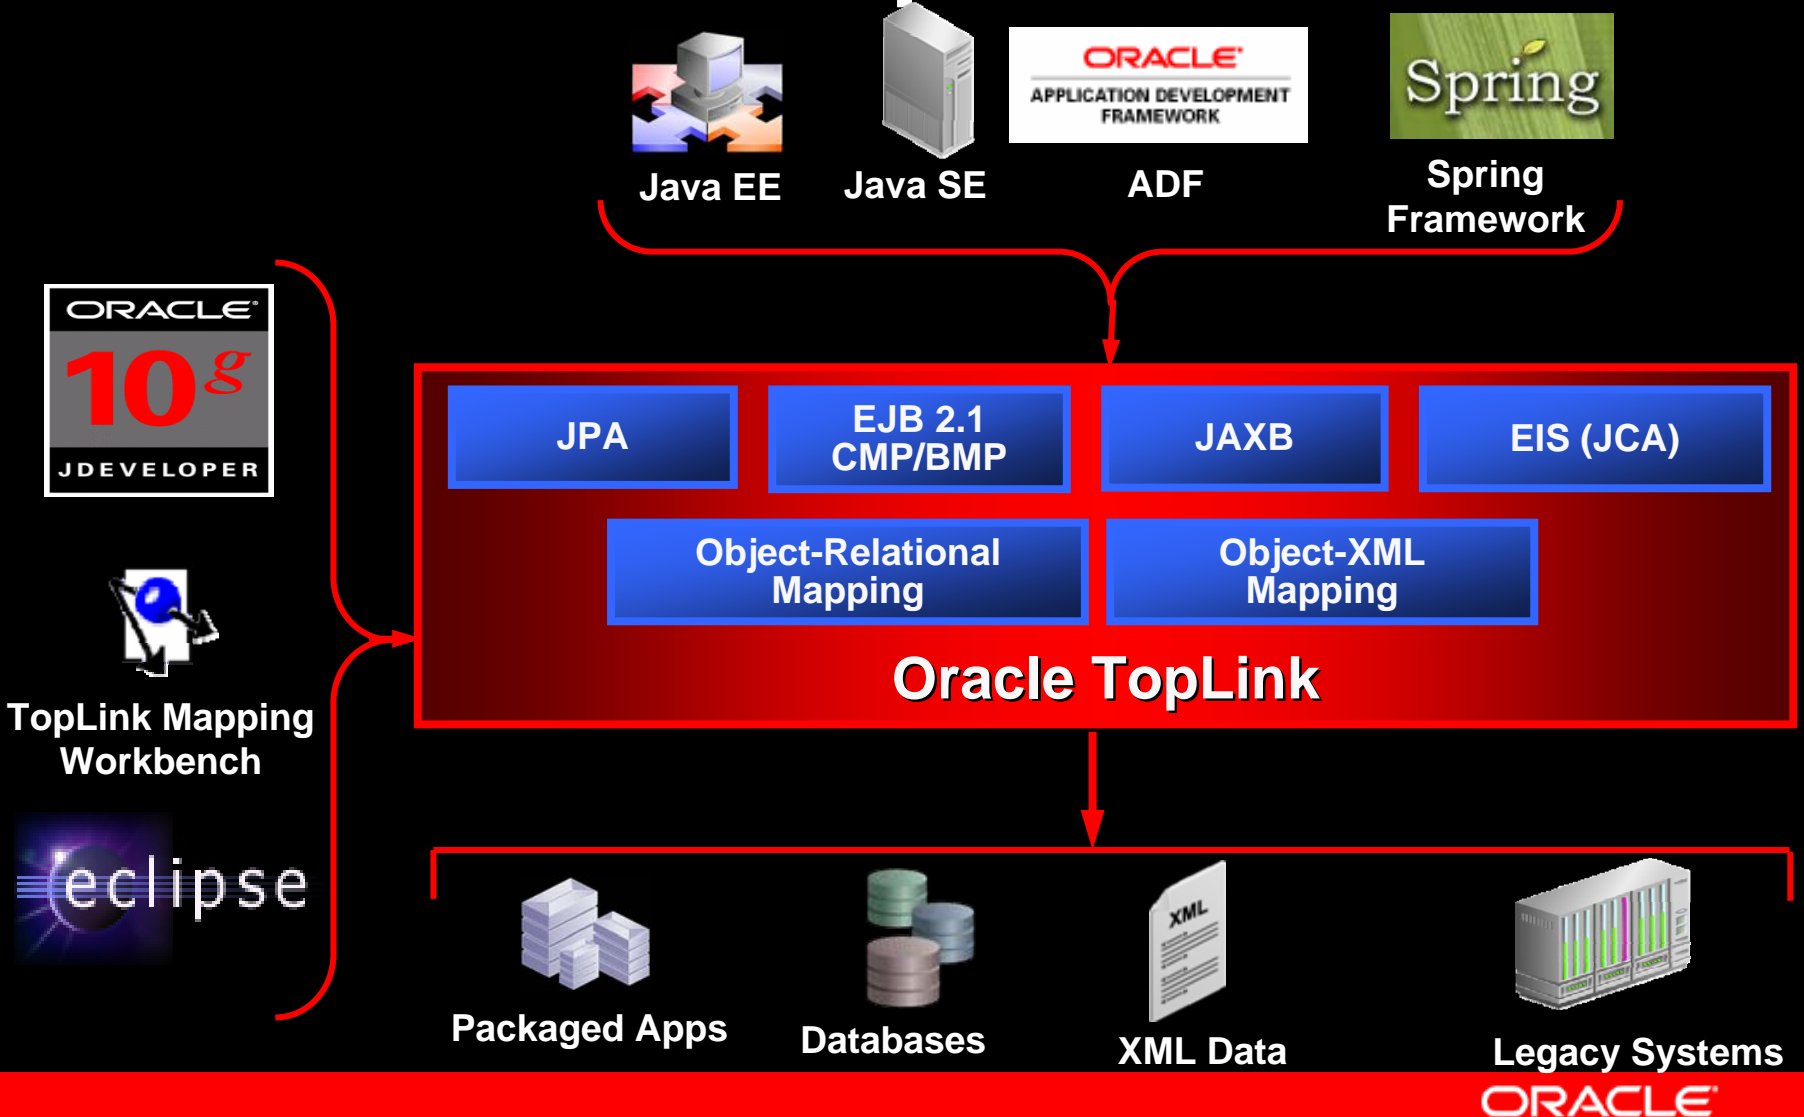 ORACLE
APPLICATION DEVELOPMENT
FRAMEWORK
Spring
Java EE
Java SE
ADF
Spring
Framework
ORACLE
10g
JDEVELOPER
TopLink Mapping
Workbench
eclipse
JPA
EJB 2.1
CMP/BMP
JAXB
EIS (JCA)
Object-Relational
Mapping
Object-XML
Mapping
Oracle TopLink
XML
Packaged Apps
Databases
XML Data
Legacy Systems
ORACLE